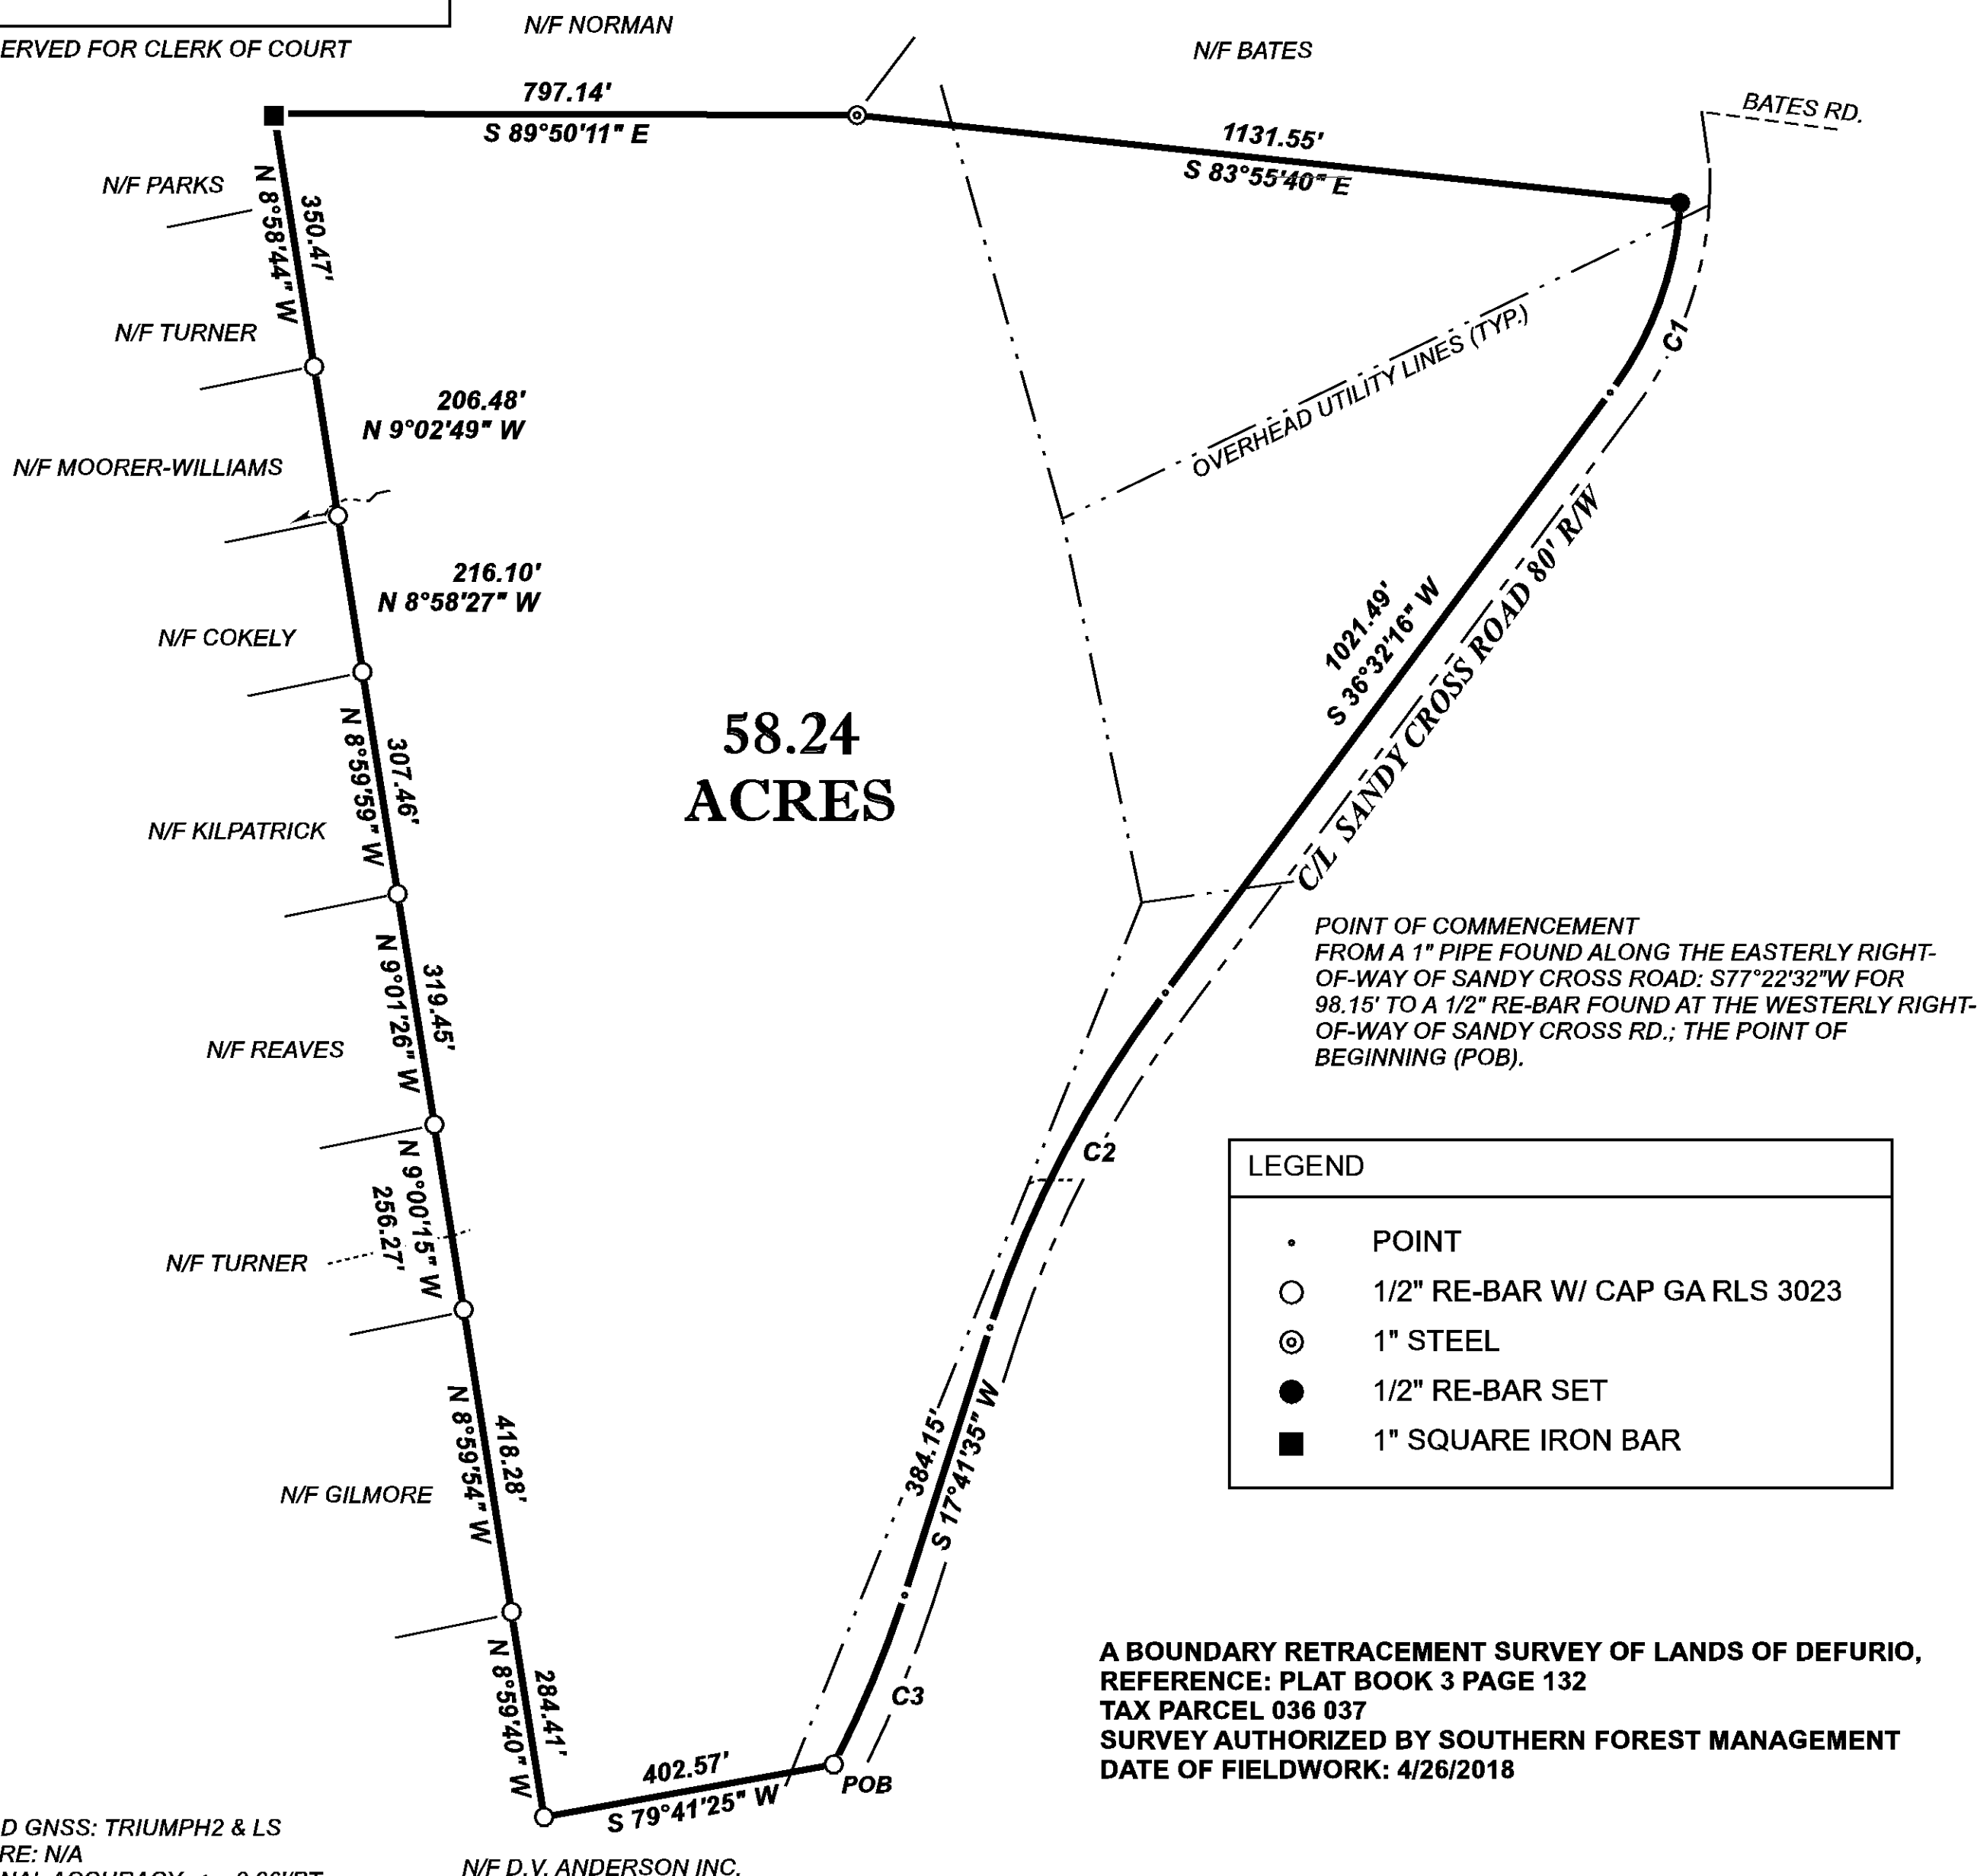 N/F NORMAN
ERVED FOR CLERK OF COURT
N/F BATES
BATES RD.
797.14'
S 89°50'11" E
1131.55'
S 83°55'40" E
N/F PARKS
N 8°58'44" W
350.47'
N/F TURNER
206.48'
N 9°02'49" W
N/F MOORER-WILLIAMS
216.10'
N 8°58'27" W
N/F COKELY
OVERHEAD UTILITY LINES (TYP.)
C1
1021.49'
S 36°32'16" W
C/L SANDY CROSS ROAD 80' R/W
58.24
ACRES
N 8°59'59" W
307.46'
N/F KILPATRICK
N 9°01'26" W
319.45'
N/F REAVES
POINT OF COMMENCEMENT
FROM A 1" PIPE FOUND ALONG THE EASTERLY RIGHT-
OF-WAY OF SANDY CROSS ROAD: S77°22'32"W FOR
98.15' TO A 1/2" RE-BAR FOUND AT THE WESTERLY RIGHT-
OF-WAY OF SANDY CROSS RD.; THE POINT OF
BEGINNING (POB).
C2
N 9°00'15" W
256.27'
N/F TURNER
LEGEND
POINT
1/2" RE-BAR W/ CAP GA RLS 3023
1" STEEL
1/2" RE-BAR SET
1" SQUARE IRON BAR
N 8°59'54" W
418.28'
N/F GILMORE
384.15'
S 17°41'35" W
C3
N 8°59'40" W
284.41'
402.57'
S 79°41'25" W
POB
A BOUNDARY RETRACEMENT SURVEY OF LANDS OF DEFURIO,
REFERENCE: PLAT BOOK 3 PAGE 132
TAX PARCEL 036 037
SURVEY AUTHORIZED BY SOUTHERN FOREST MANAGEMENT
DATE OF FIELDWORK: 4/26/2018
D GNSS: TRIUMPH2 & LS
RE: N/A
N/F D.V. ANDERSON INC.